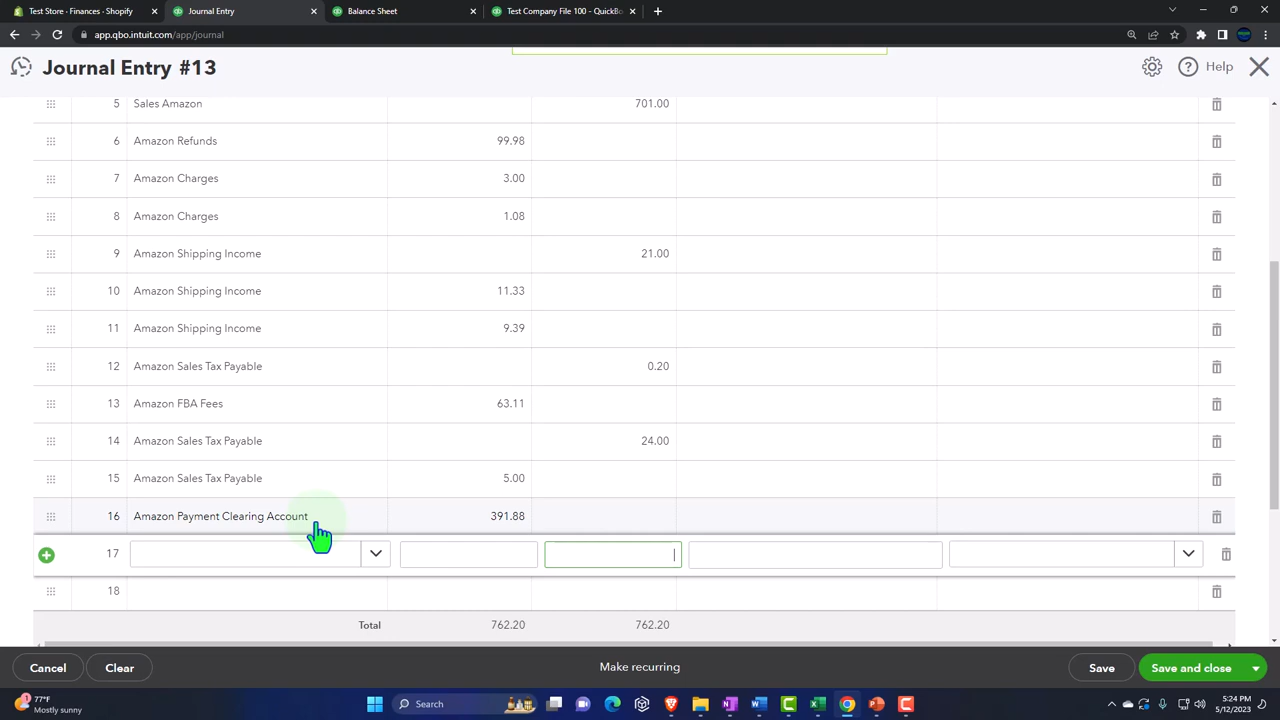 Test Store - Finances - Shopify
Journal Entry
Balance Sheet
Test Company File 100 - QuickBo
app.qbo.intuit.com/app/journal
Journal Entry #13
Help
5 Sales Amazon 701.00
6 Amazon Refunds 99.98
7 Amazon Charges 3.00
8 Amazon Charges 1.08
9 Amazon Shipping Income 21.00
10 Amazon Shipping Income 11.33
11 Amazon Shipping Income 9.39
12 Amazon Sales Tax Payable 0.20
13 Amazon FBA Fees 63.11
14 Amazon Sales Tax Payable 24.00
15 Amazon Sales Tax Payable 5.00
16 Amazon Payment Clearing Account 391.88
17
18
Total 762.20 762.20
Cancel Clear Make recurring Save Save and close
1
77°F
Mostly sunny
Search
5:24 PM
5/12/2023